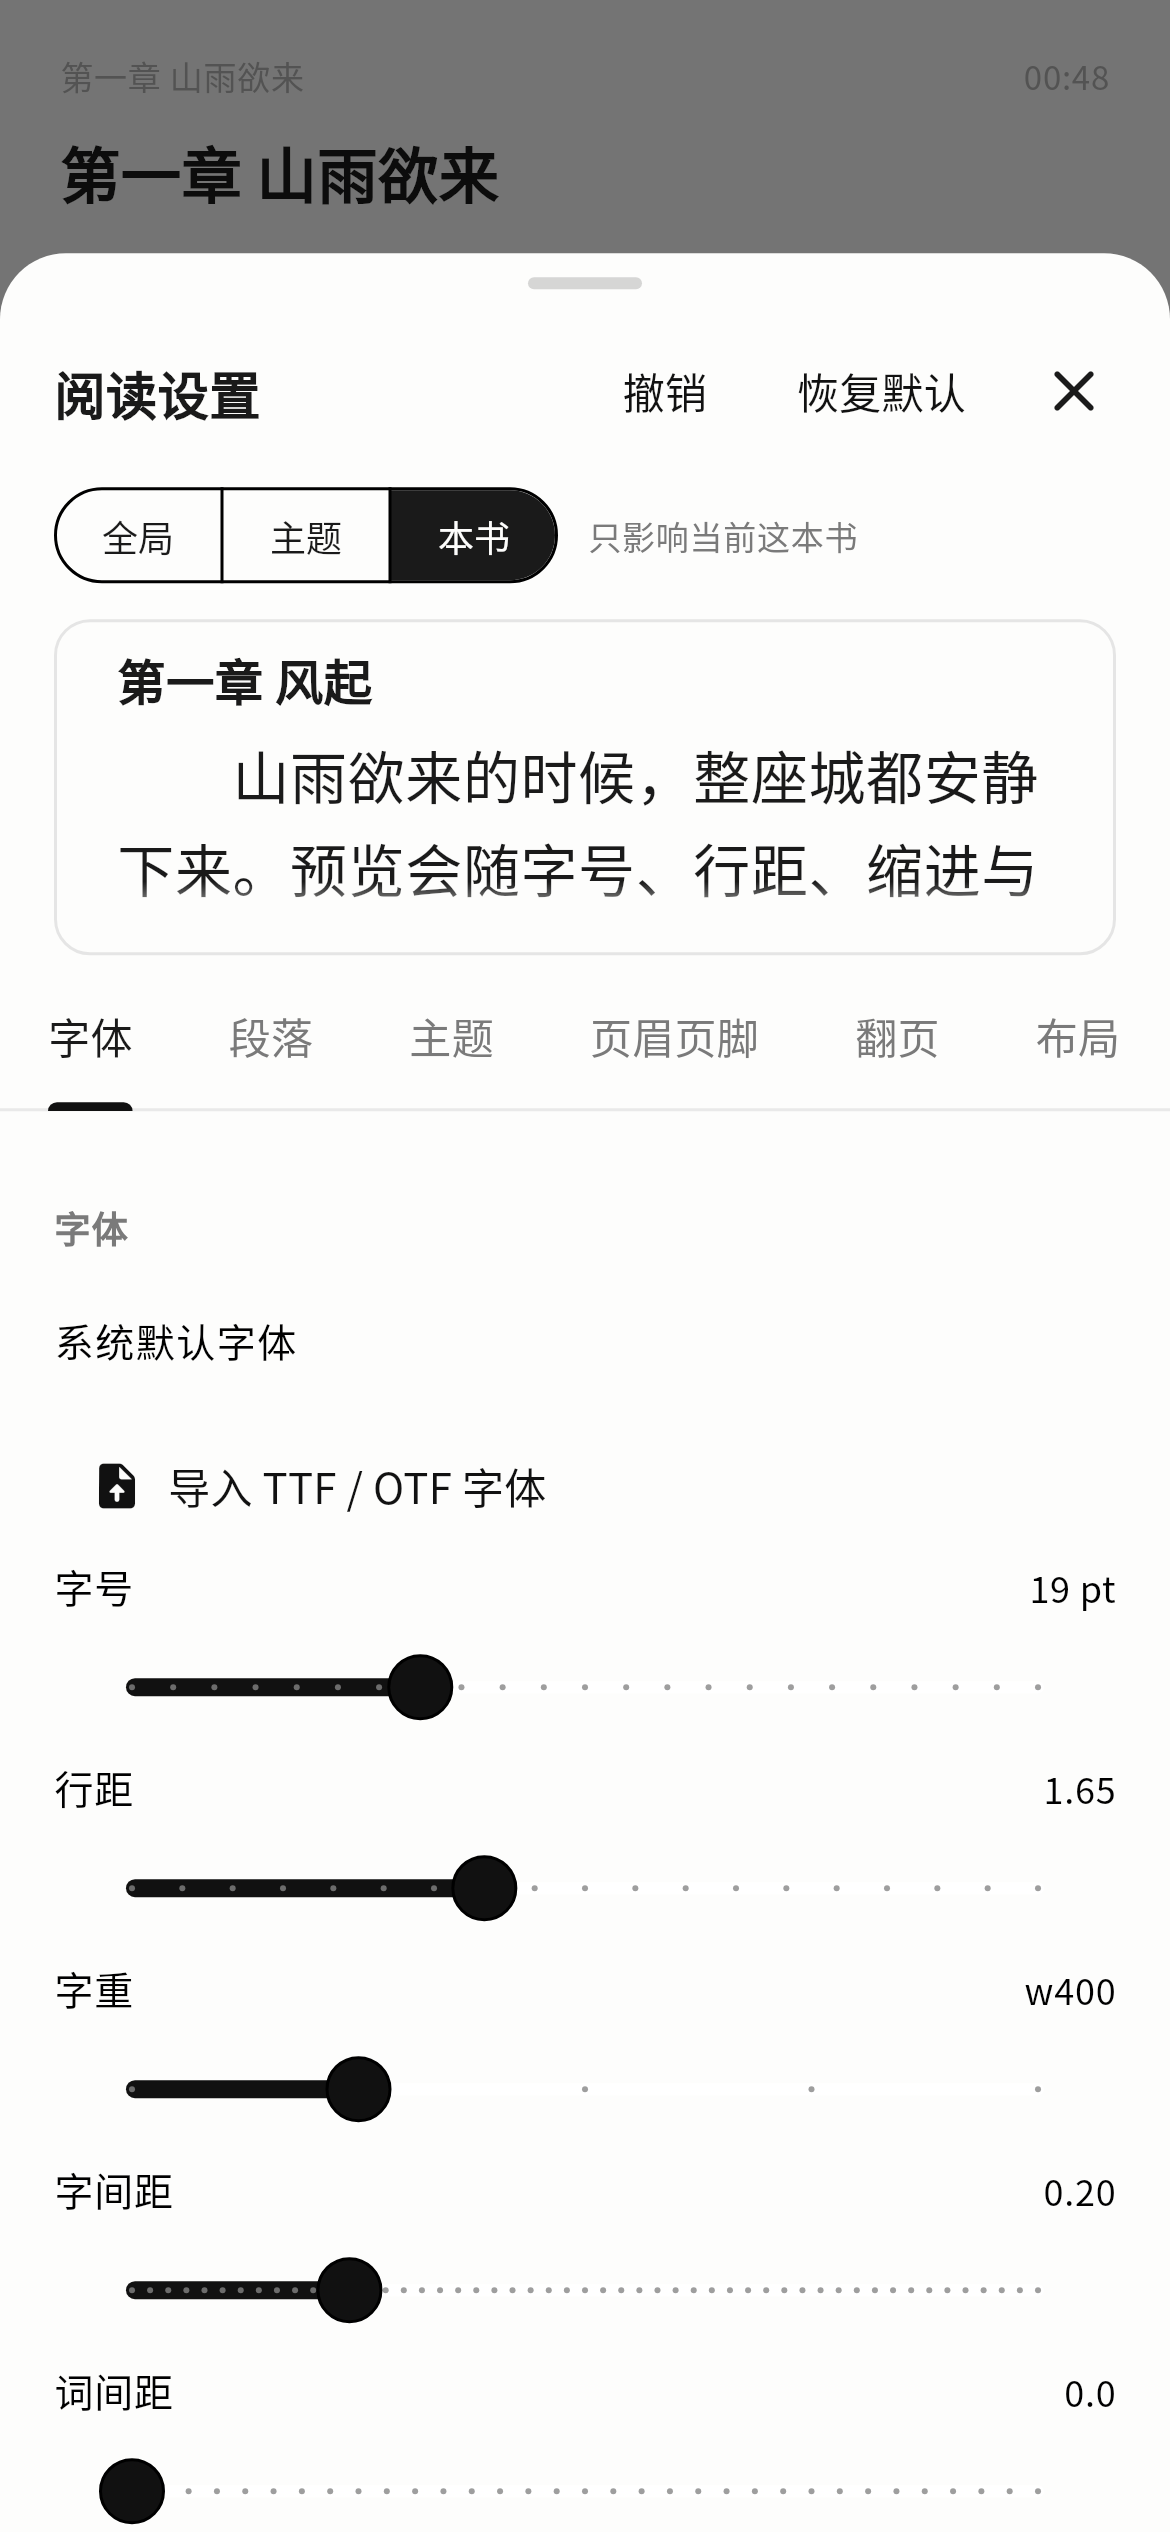 第一章 山雨欲来 00:48
第一章 山雨欲来
阅读设置 撤销 恢复默认
全局 主题 本书 只影响当前这本书
第一章 风起
山雨欲来的时候，整座城都安静
下来。预览会随字号、行距、缩进与
字体 段落 主题 页眉页脚 翻页 布局
字体
系统默认字体
导入 TTF / OTF 字体
字号 19 pt
行距 1.65
字重 w400
字间距 0.20
词间距 0.0